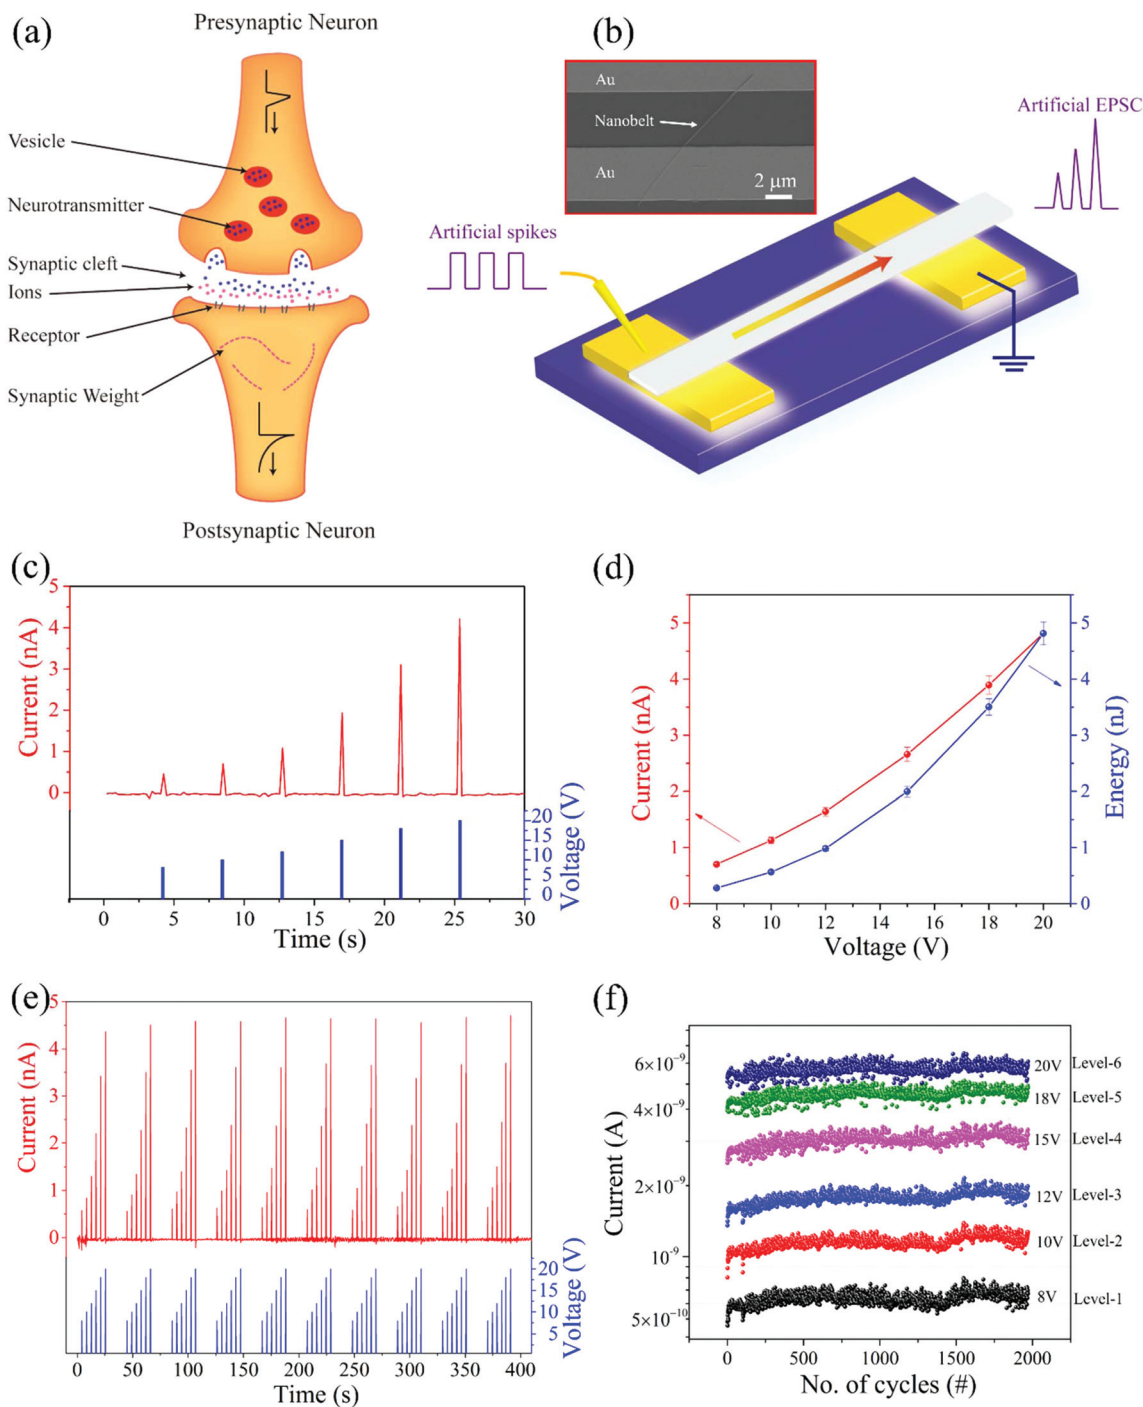 (a)
Presynaptic Neuron
Vesicle
Neurotransmitter
Synaptic cleft
Ions
Receptor
Synaptic Weight
Postsynaptic Neuron
(b)
Au
Nanobelt
Au
2 μm
Artificial EPSC
Artificial spikes
(c)
5
4
3
2
1
0
Current (nA)
20
15
10
5
0
Voltage (V)
0 5 10 15 20 25 30
Time (s)
(d)
5
4
3
2
1
0
Current (nA)
5
4
3
2
1
0
Energy (nJ)
8 10 12 14 16 18 20
Voltage (V)
(e)
5
4
3
2
1
0
Current (nA)
20
15
10
5
Voltage (V)
0 50 100 150 200 250 300 350 400
Time (s)
(f)
6×10⁻⁹
4×10⁻⁹
2×10⁻⁹
10⁻⁹
5×10⁻¹⁰
Current (A)
20V Level-6
18V Level-5
15V Level-4
12V Level-3
10V Level-2
8V Level-1
0 500 1000 1500 2000
No. of cycles (#)